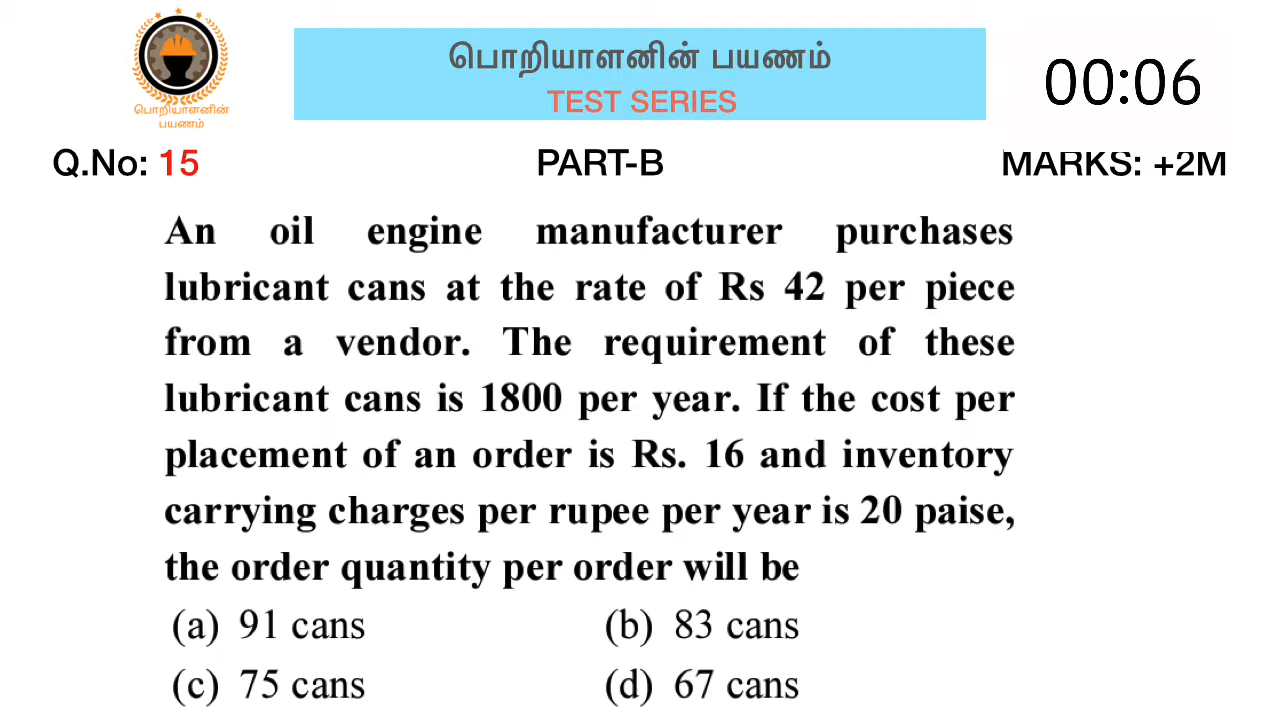 பொறியாளனின் பயணம்
TEST SERIES
00:06
பொறியாளனின்
பயணம்
Q.No: 15 PART-B MARKS: +2M
An oil engine manufacturer purchases
lubricant cans at the rate of Rs 42 per piece
from a vendor. The requirement of these
lubricant cans is 1800 per year. If the cost per
placement of an order is Rs. 16 and inventory
carrying charges per rupee per year is 20 paise,
the order quantity per order will be
(a) 91 cans (b) 83 cans
(c) 75 cans (d) 67 cans